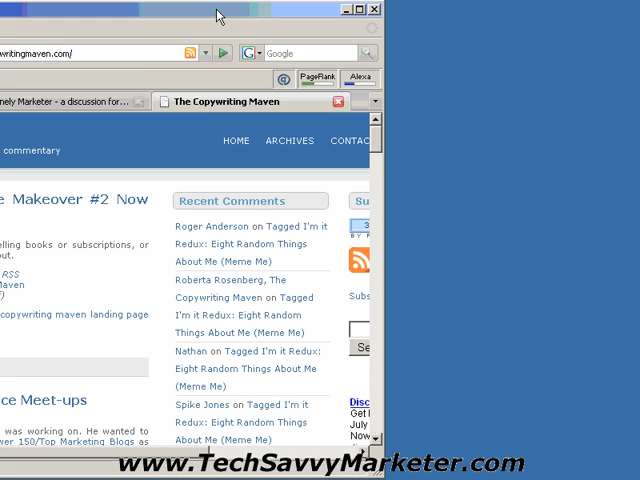 writingmaven.com/
Google
PageRank
Alexa
nely Marketer - a discussion for...
The Copywriting Maven
HOME ARCHIVES CONTAC
commentary
e Makeover #2 Now
elling books or subscriptions, or
out.
RSS
Maven
copywriting maven landing page
ce Meet-ups
was working on. He wanted to
wer 150/Top Marketing Blogs as
Recent Comments
Roger Anderson on Tagged I'm it
Redux: Eight Random Things
About Me (Meme Me)
Roberta Rosenberg, The
Copywriting Maven on Tagged
I'm it Redux: Eight Random
Things About Me (Meme Me)
Nathan on Tagged I'm it Redux:
Eight Random Things About Me
(Meme Me)
Spike Jones on Tagged I'm it
Redux: Eight Random Things
About Me (Meme Me)
Su
3
Subs
Se
Disc
Get
July
Now
www.TechSavvyMarketer.com